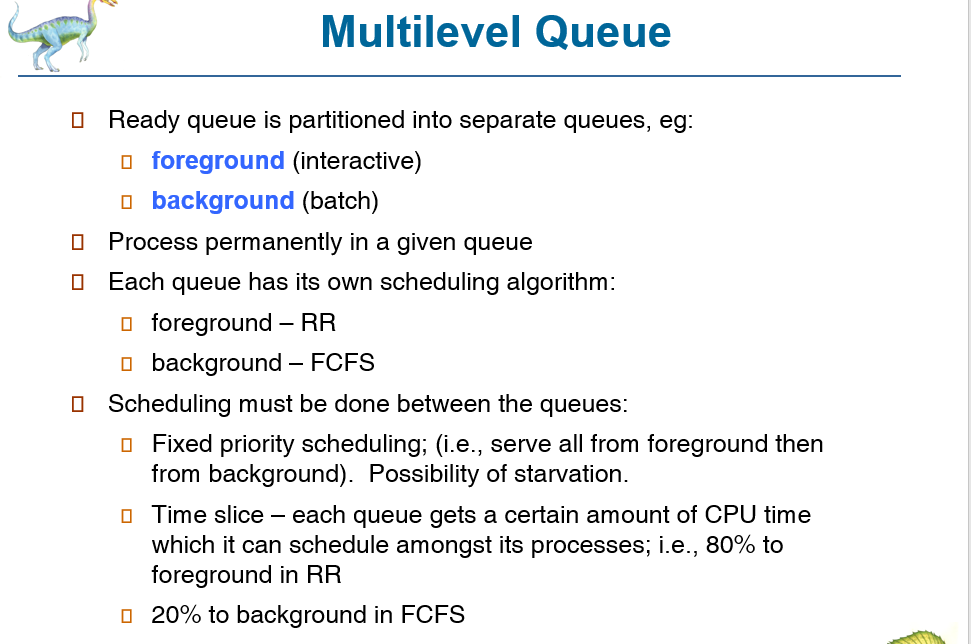 Multilevel Queue
Ready queue is partitioned into separate queues, eg:
foreground (interactive)
background (batch)
Process permanently in a given queue
Each queue has its own scheduling algorithm:
foreground – RR
background – FCFS
Scheduling must be done between the queues:
Fixed priority scheduling; (i.e., serve all from foreground then
from background).  Possibility of starvation.
Time slice – each queue gets a certain amount of CPU time
which it can schedule amongst its processes; i.e., 80% to
foreground in RR
20% to background in FCFS